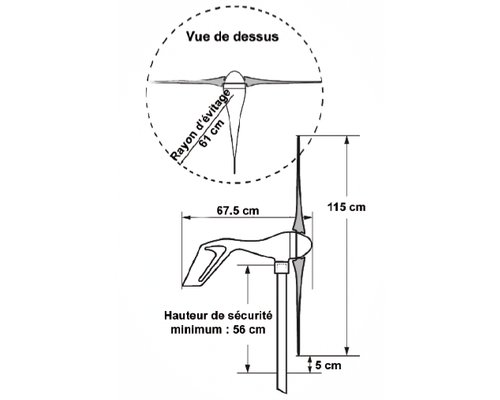 Vue de dessus
Rayon d'évitage
61 cm
67.5 cm
115 cm
Hauteur de sécurité
minimum : 56 cm
5 cm